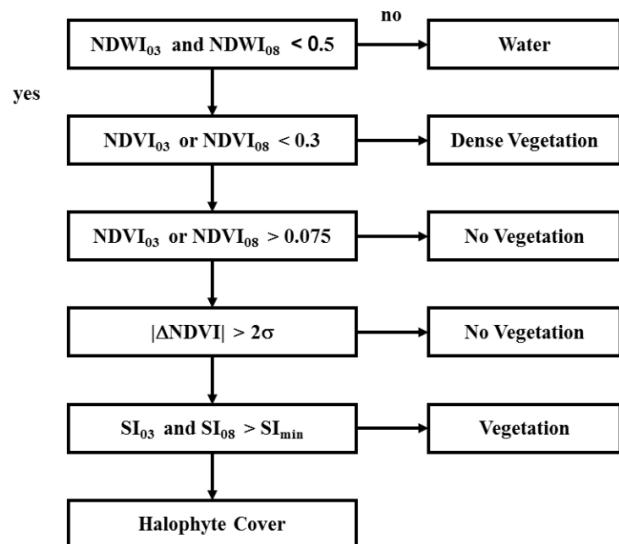 no
NDWI₀₃ and NDWI₀₈ < 0.5
Water
yes
NDVI₀₃ or NDVI₀₈ < 0.3
Dense Vegetation
NDVI₀₃ or NDVI₀₈ > 0.075
No Vegetation
|ΔNDVI| > 2σ
No Vegetation
SI₀₃ and SI₀₈ > SIₘᵢₙ
Vegetation
Halophyte Cover